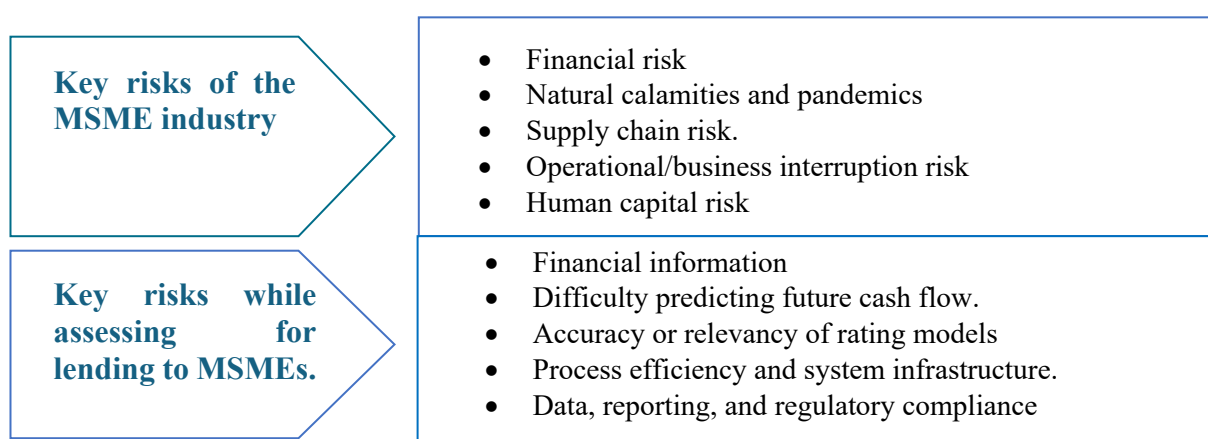 Key risks of the
MSME industry
• Financial risk
• Natural calamities and pandemics
• Supply chain risk.
• Operational/business interruption risk
• Human capital risk
Key risks while
assessing for
lending to MSMEs.
• Financial information
• Difficulty predicting future cash flow.
• Accuracy or relevancy of rating models
• Process efficiency and system infrastructure.
• Data, reporting, and regulatory compliance